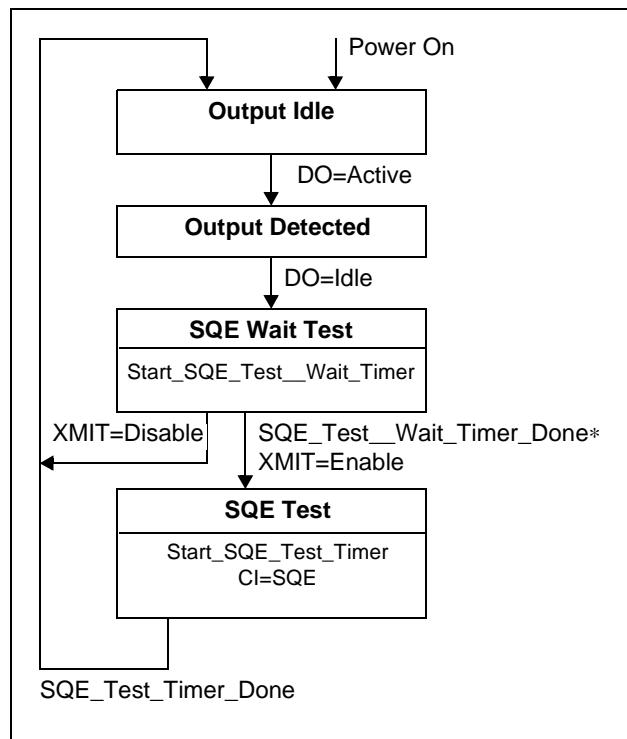 Power On
Output Idle
DO=Active
Output Detected
DO=Idle
SQE Wait Test
Start_SQE_Test__Wait_Timer
XMIT=Disable
SQE_Test__Wait_Timer_Done*
XMIT=Enable
SQE Test
Start_SQE_Test_Timer
CI=SQE
SQE_Test_Timer_Done